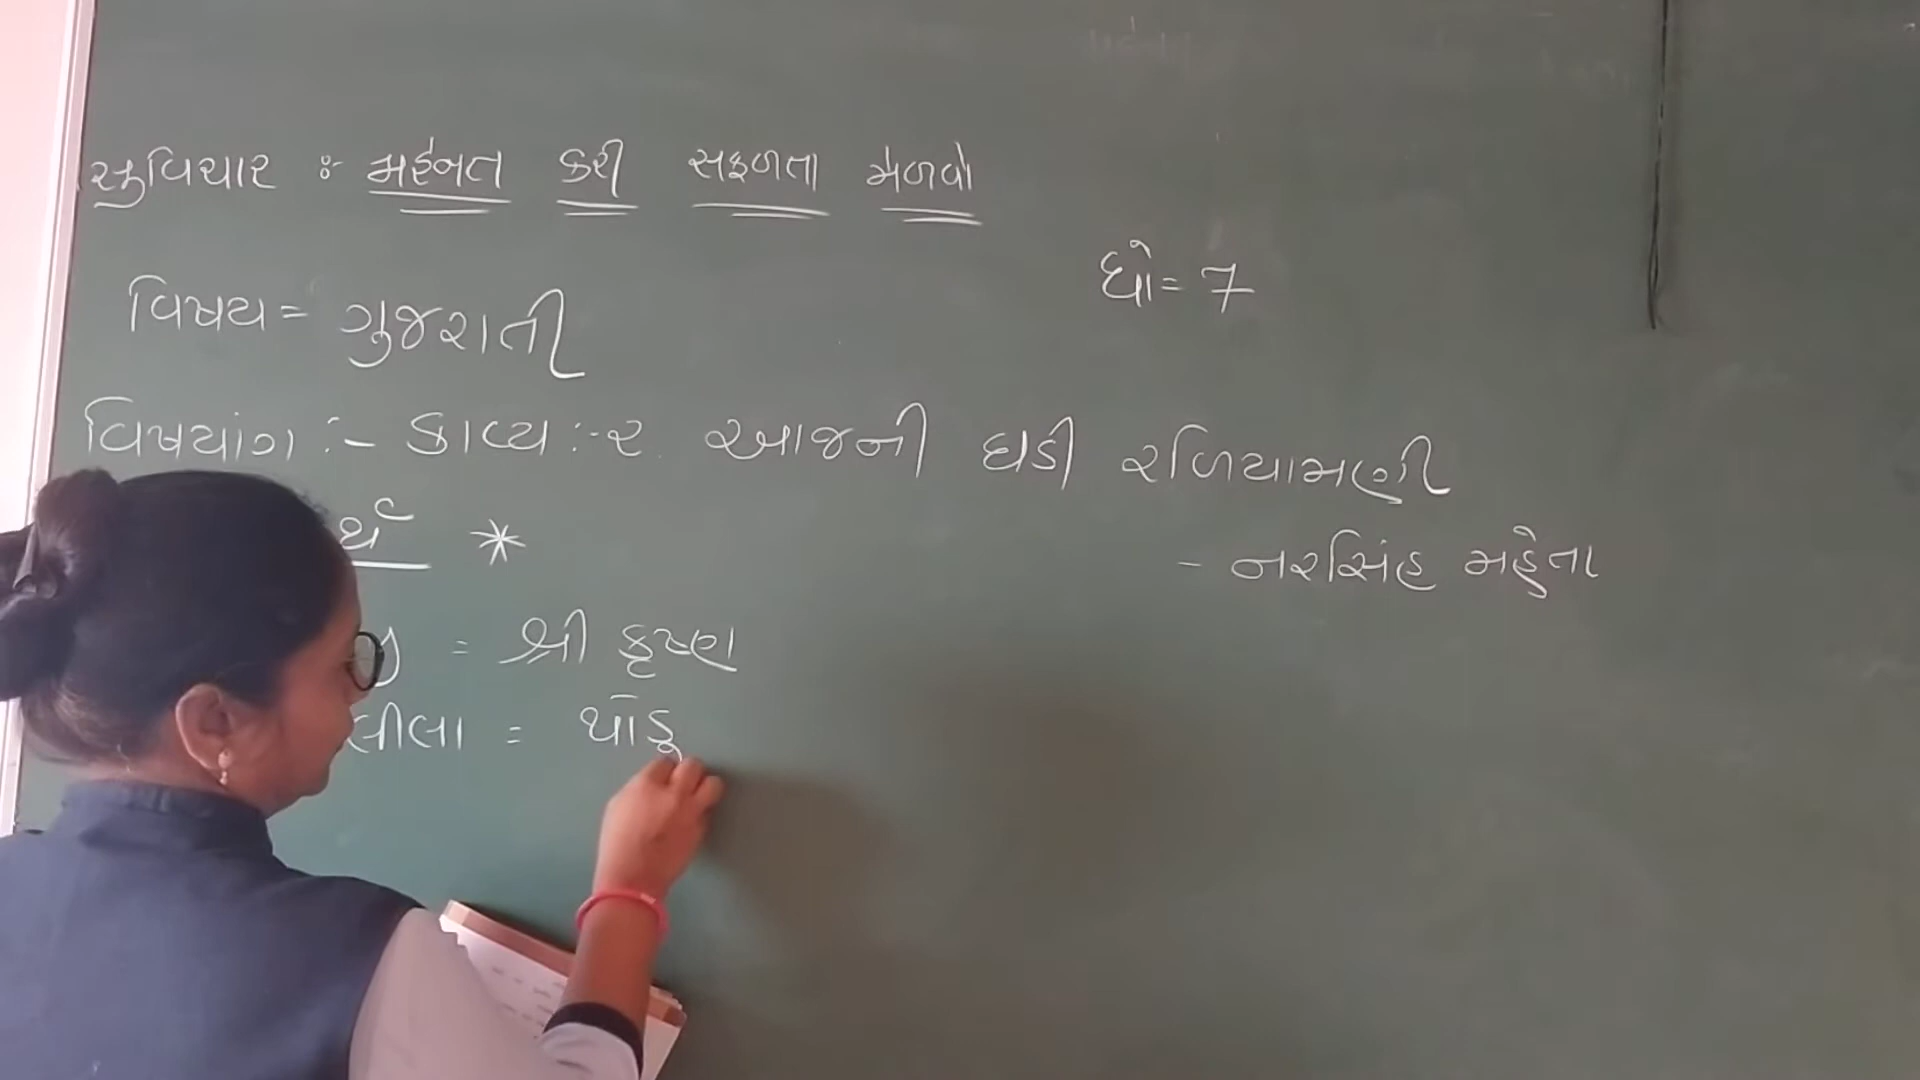 સુવિચાર :- મહેનત કરી સફળતા મેળવો
ધો = 7
વિષય = ગુજરાતી
વિષયાંગ :- કાવ્ય :- ૨. આજની ઘડી રળિયામણી
- નરસિંહ મહેતા
ર્થ *
= શ્રી કૃષ્ણ
લીલા =